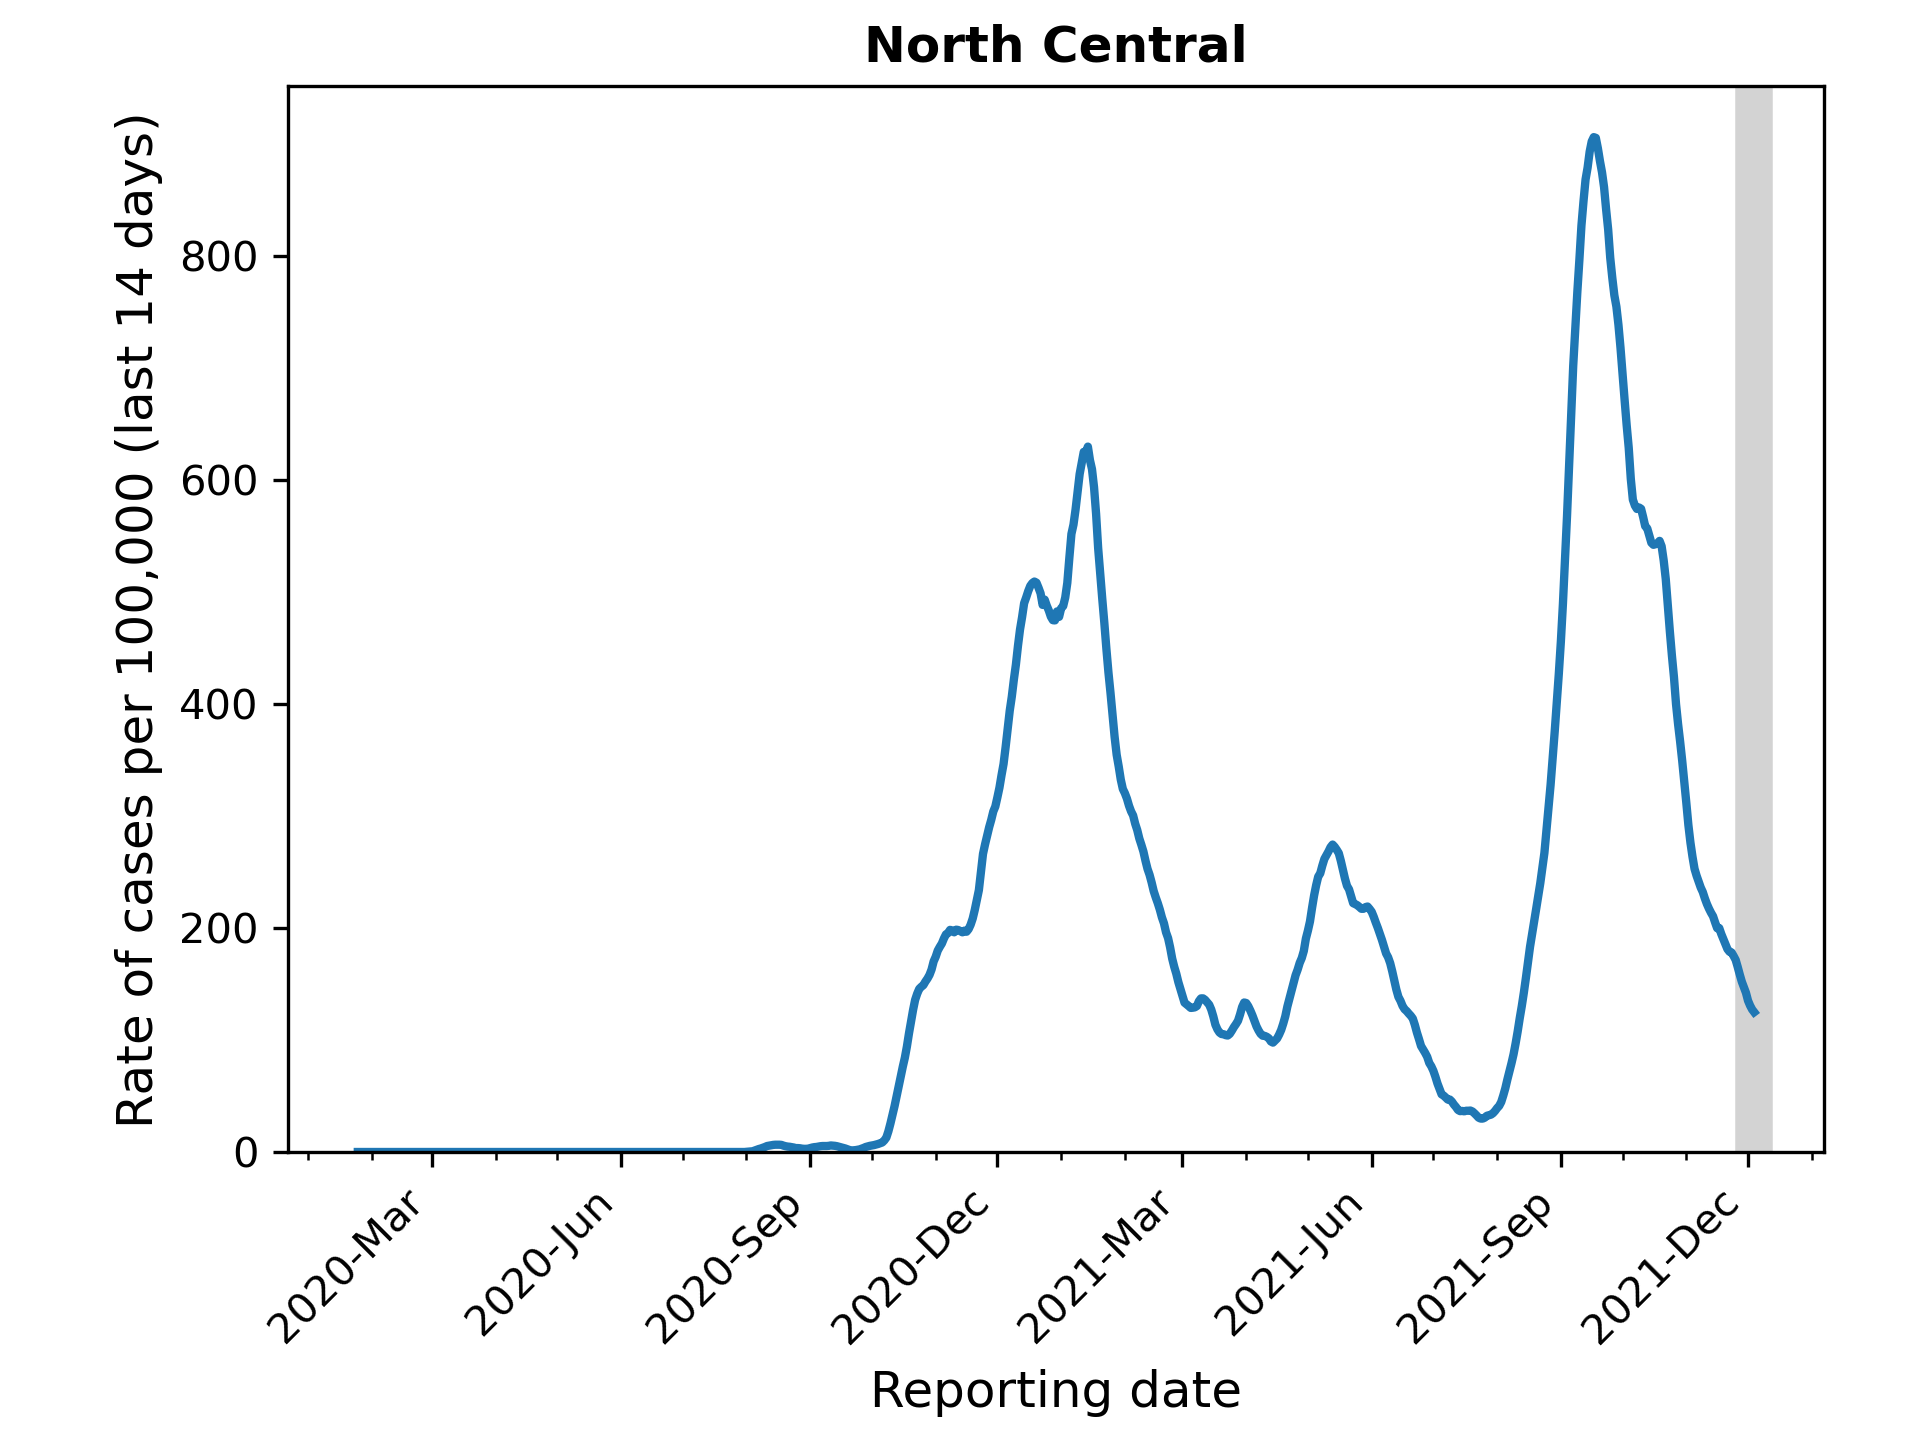 North Central
Rate of cases per 100,000 (last 14 days)
800
600
400
200
0
2020-Mar
2020-Jun
2020-Sep
2020-Dec
2021-Mar
2021-Jun
2021-Sep
2021-Dec
Reporting date